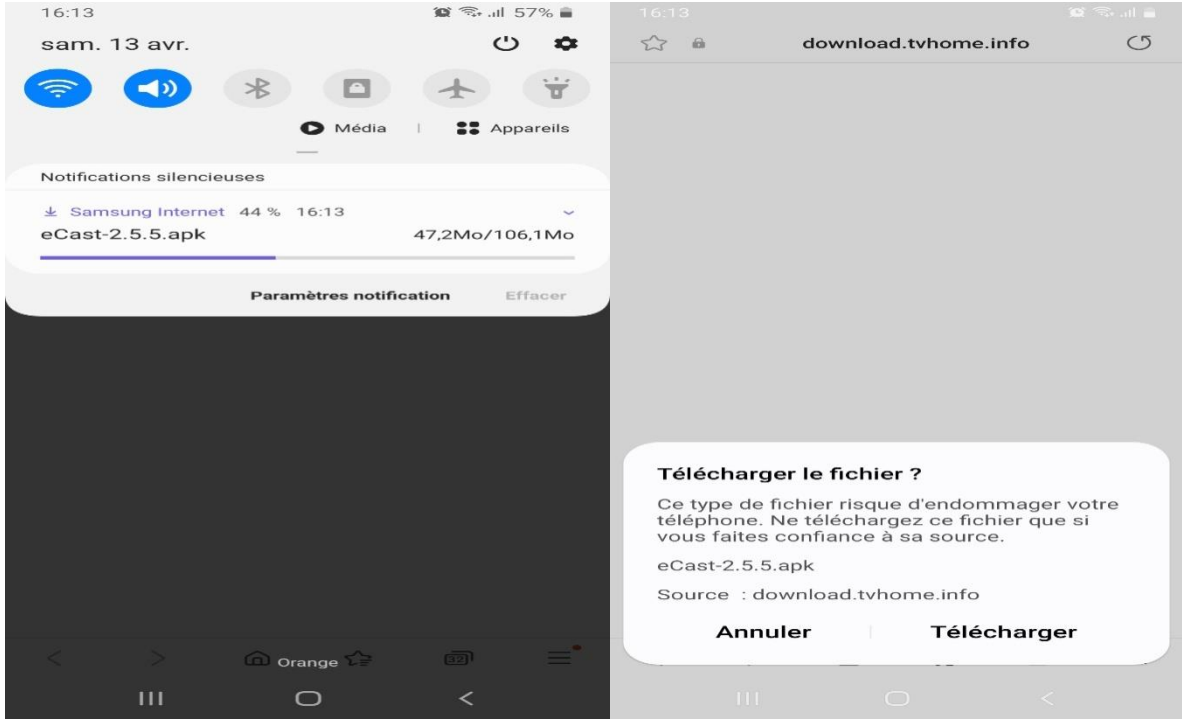 16:13
57%
sam. 13 avr.
Média
Appareils
Notifications silencieuses
Samsung Internet 44 % 16:13
eCast-2.5.5.apk
47,2Mo/106,1Mo
Paramètres notification
Effacer
Orange
32
16:13
download.tvhome.info
Télécharger le fichier ?
Ce type de fichier risque d'endommager votre
téléphone. Ne téléchargez ce fichier que si
vous faites confiance à sa source.
eCast-2.5.5.apk
Source : download.tvhome.info
Annuler
Télécharger